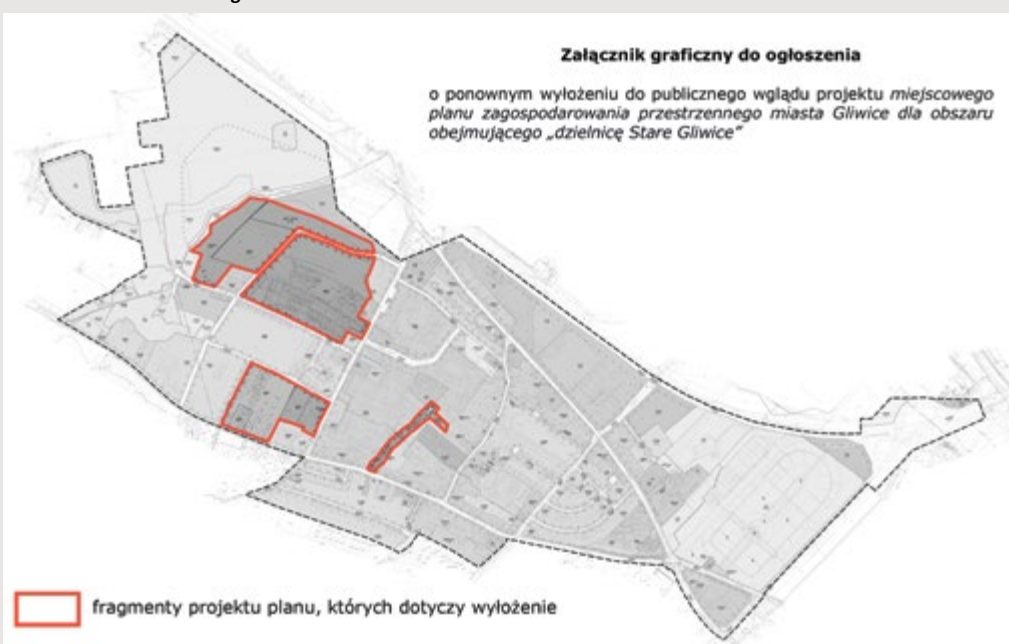 Załącznik graficzny do ogłoszenia
o ponownym wyłożeniu do publicznego wglądu projektu miejscowego
planu zagospodarowania przestrzennego miasta Gliwice dla obszaru
obejmującego „dzielnicę Stare Gliwice”
fragmenty projektu planu, których dotyczy wyłożenie